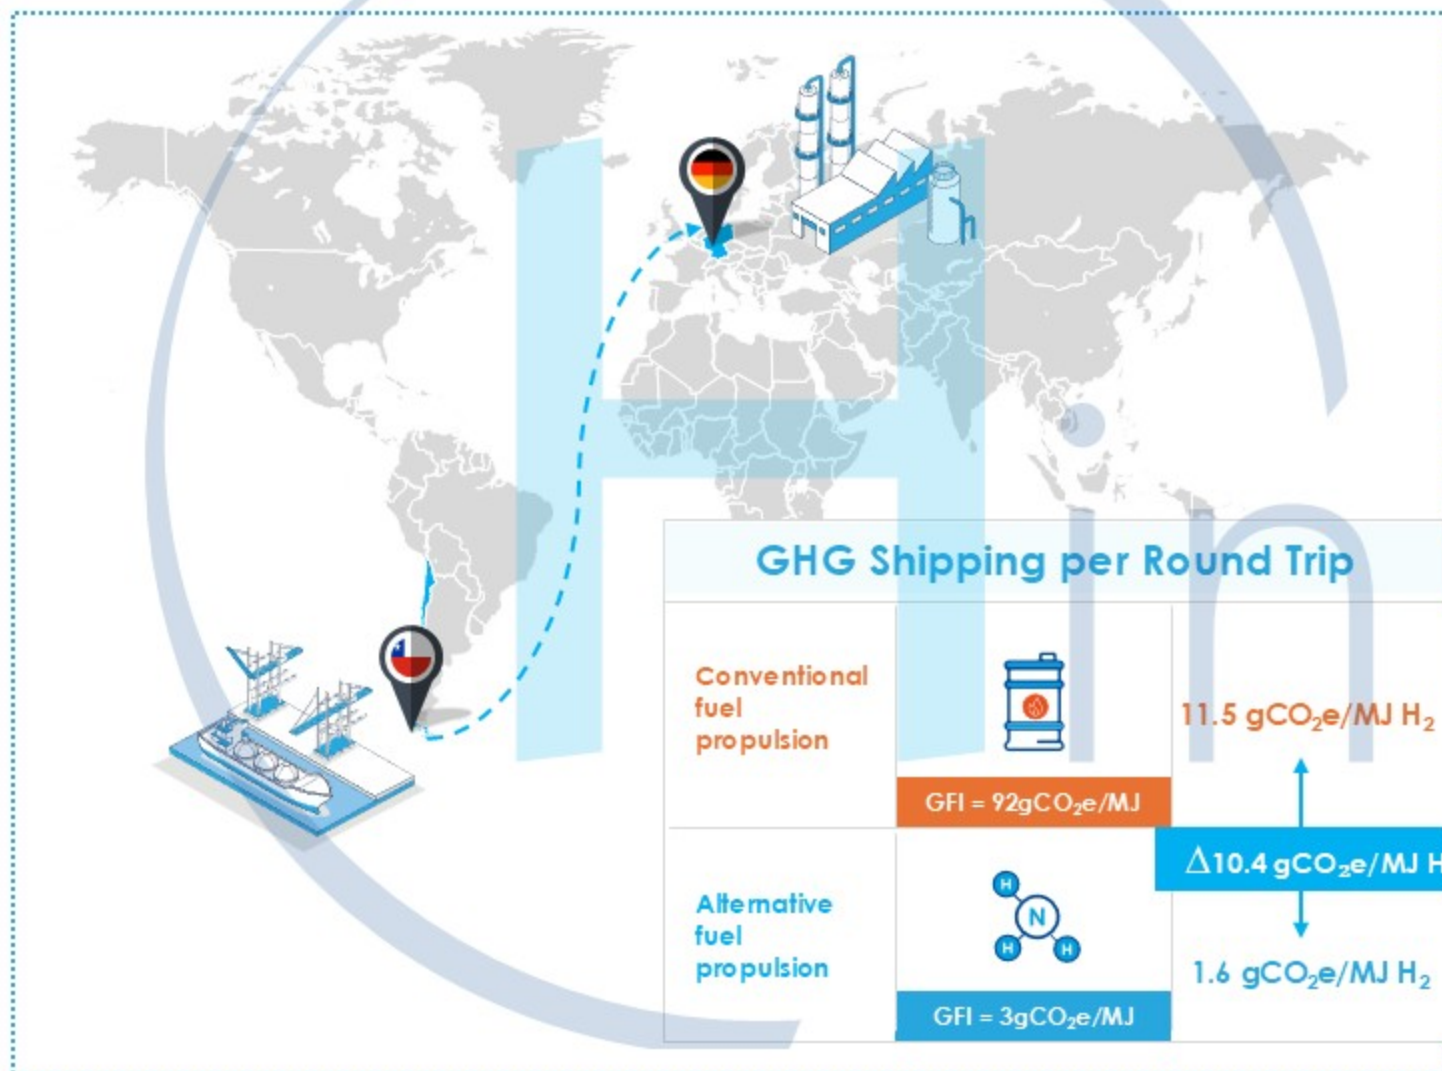 GHG Shipping per Round Trip
Conventional
fuel
propulsion
GFI = 92gCO₂e/MJ
11.5 gCO₂e/MJ H₂
Δ10.4 gCO₂e/MJ H
Alternative
fuel
propulsion
H
N
H
H
GFI = 3gCO₂e/MJ
1.6 gCO₂e/MJ H₂
H in